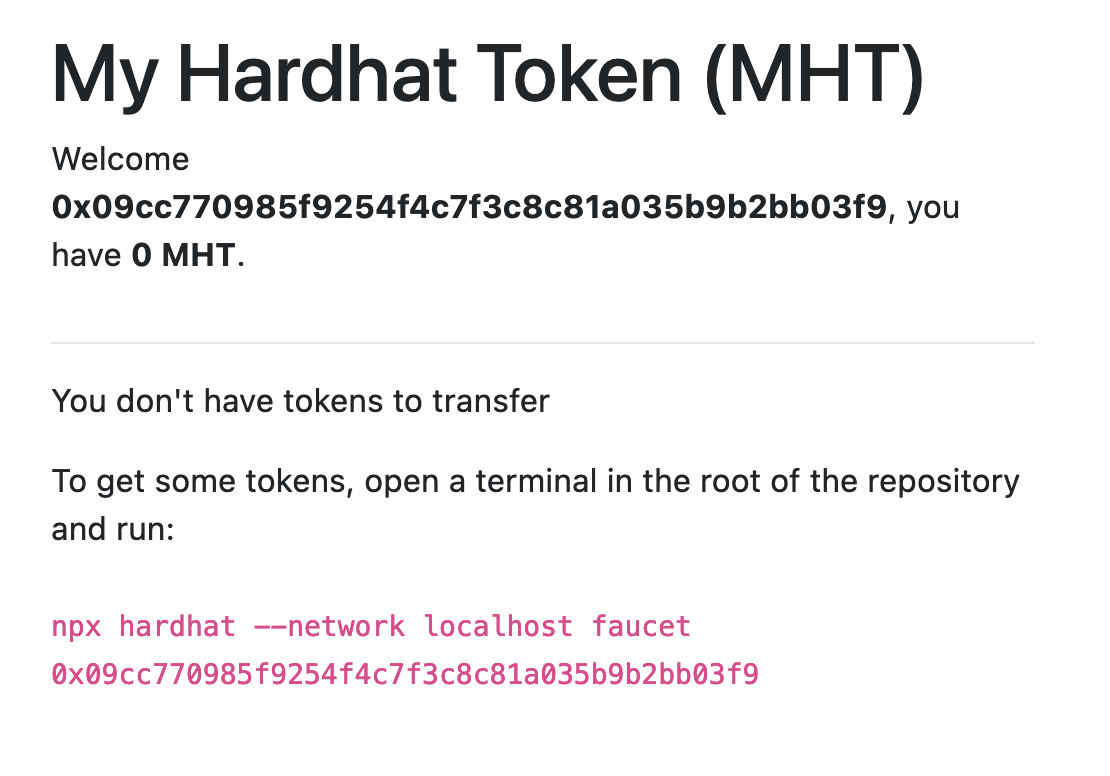 My Hardhat Token (MHT)
Welcome
0x09cc770985f9254f4c7f3c8c81a035b9b2bb03f9, you
have 0 MHT.
You don't have tokens to transfer
To get some tokens, open a terminal in the root of the repository
and run:
npx hardhat --network localhost faucet
0x09cc770985f9254f4c7f3c8c81a035b9b2bb03f9